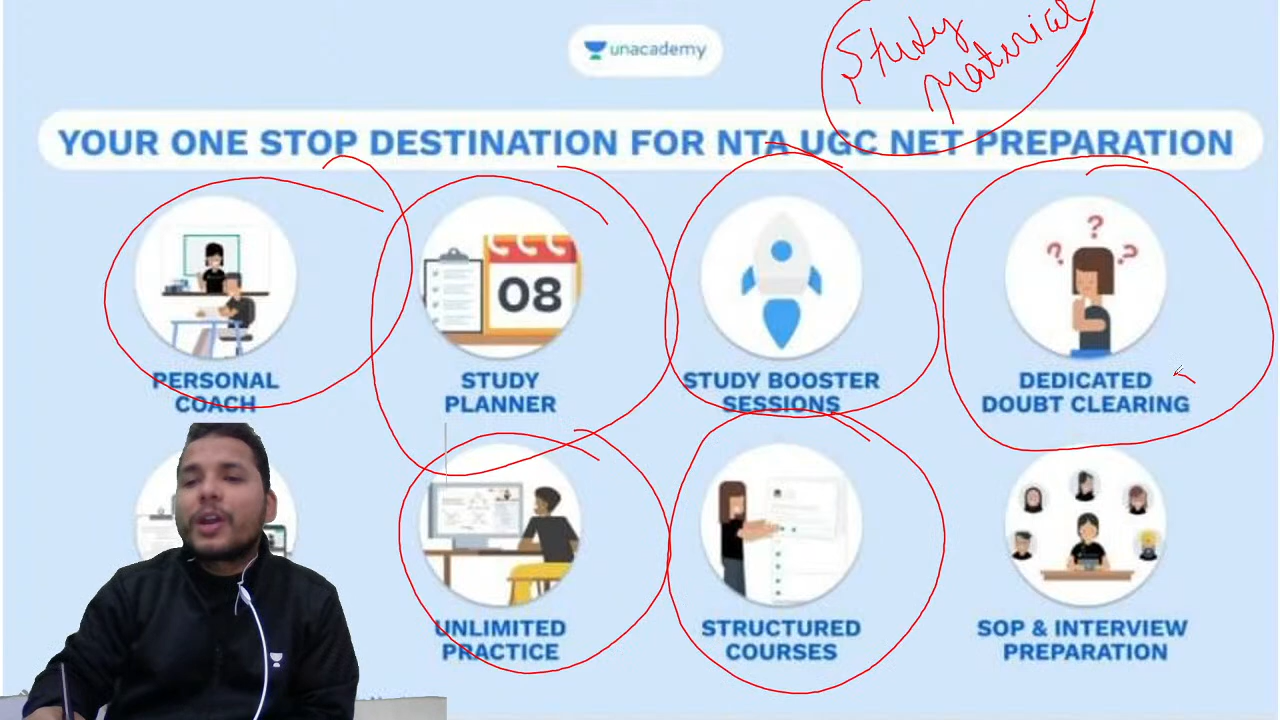 unacademy
Study
Material
YOUR ONE STOP DESTINATION FOR NTA UGC NET PREPARATION
08
PERSONAL
COACH
STUDY
PLANNER
STUDY BOOSTER
SESSIONS
DEDICATED
DOUBT CLEARING
UNLIMITED
PRACTICE
STRUCTURED
COURSES
SOP & INTERVIEW
PREPARATION